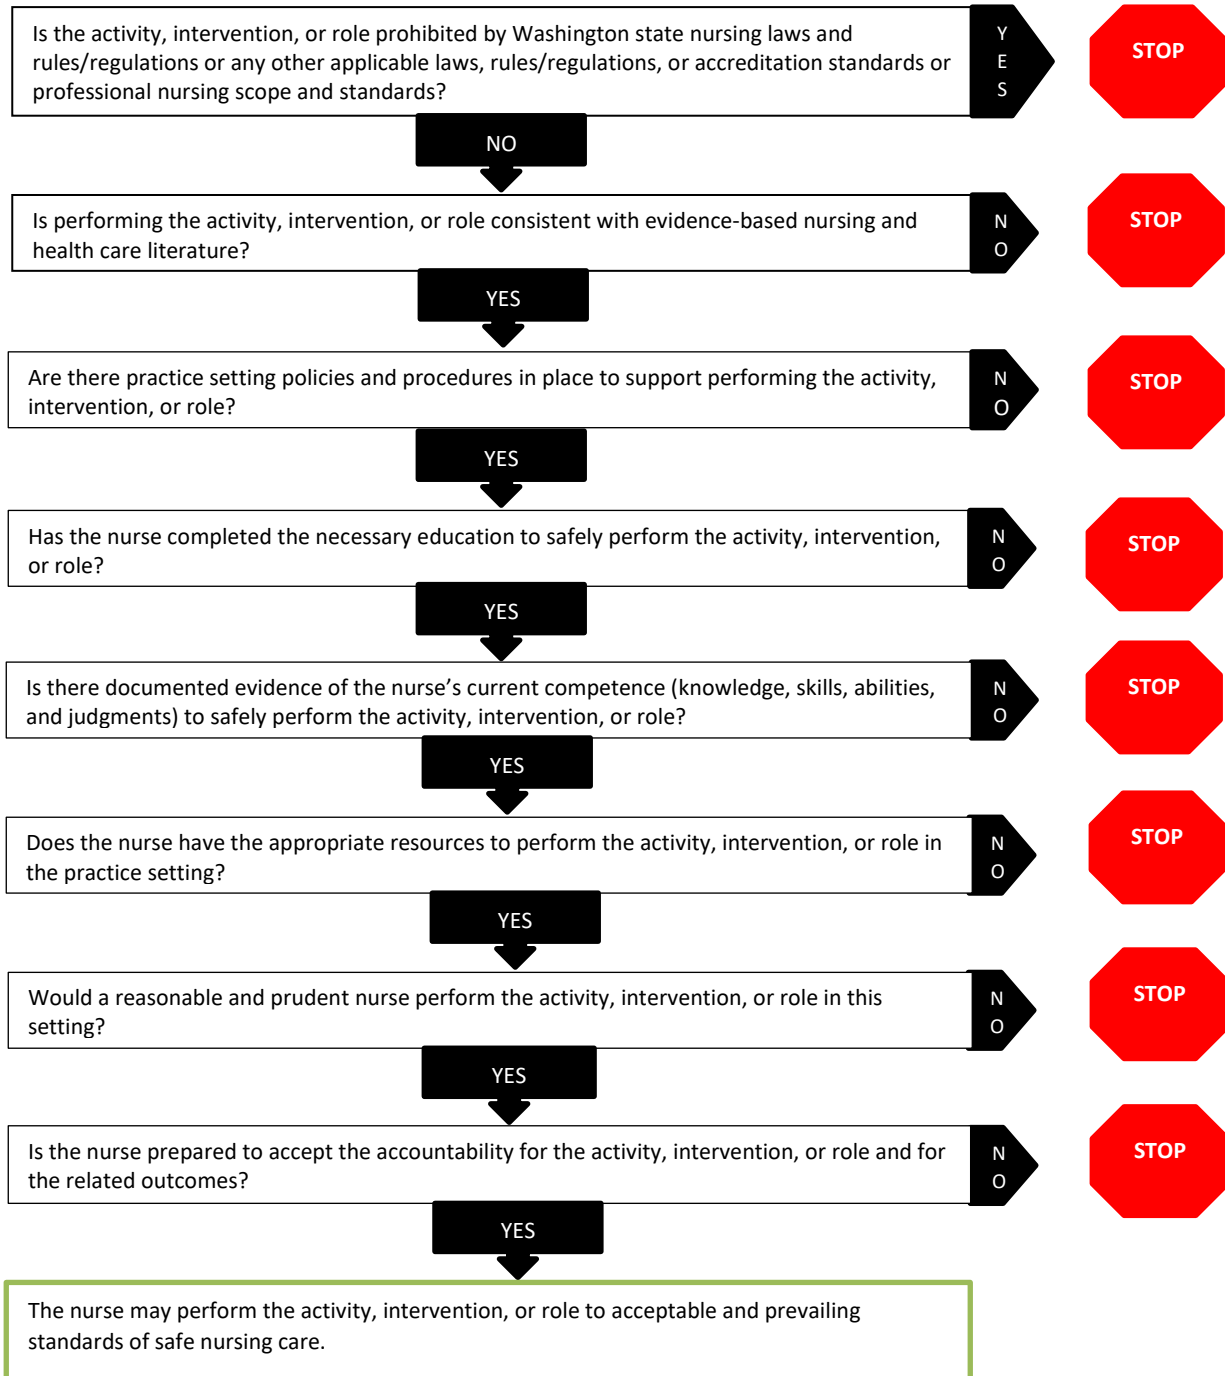 Is the activity, intervention, or role prohibited by Washington state nursing laws and
rules/regulations or any other applicable laws, rules/regulations, or accreditation standards or
professional nursing scope and standards?
Y
E
S
STOP
NO
Is performing the activity, intervention, or role consistent with evidence-based nursing and
health care literature?
N
O
STOP
YES
Are there practice setting policies and procedures in place to support performing the activity,
intervention, or role?
N
O
STOP
YES
Has the nurse completed the necessary education to safely perform the activity, intervention,
or role?
N
O
STOP
YES
Is there documented evidence of the nurse’s current competence (knowledge, skills, abilities,
and judgments) to safely perform the activity, intervention, or role?
N
O
STOP
YES
Does the nurse have the appropriate resources to perform the activity, intervention, or role in
the practice setting?
N
O
STOP
YES
Would a reasonable and prudent nurse perform the activity, intervention, or role in this
setting?
N
O
STOP
YES
Is the nurse prepared to accept the accountability for the activity, intervention, or role and for
the related outcomes?
N
O
STOP
YES
The nurse may perform the activity, intervention, or role to acceptable and prevailing
standards of safe nursing care.